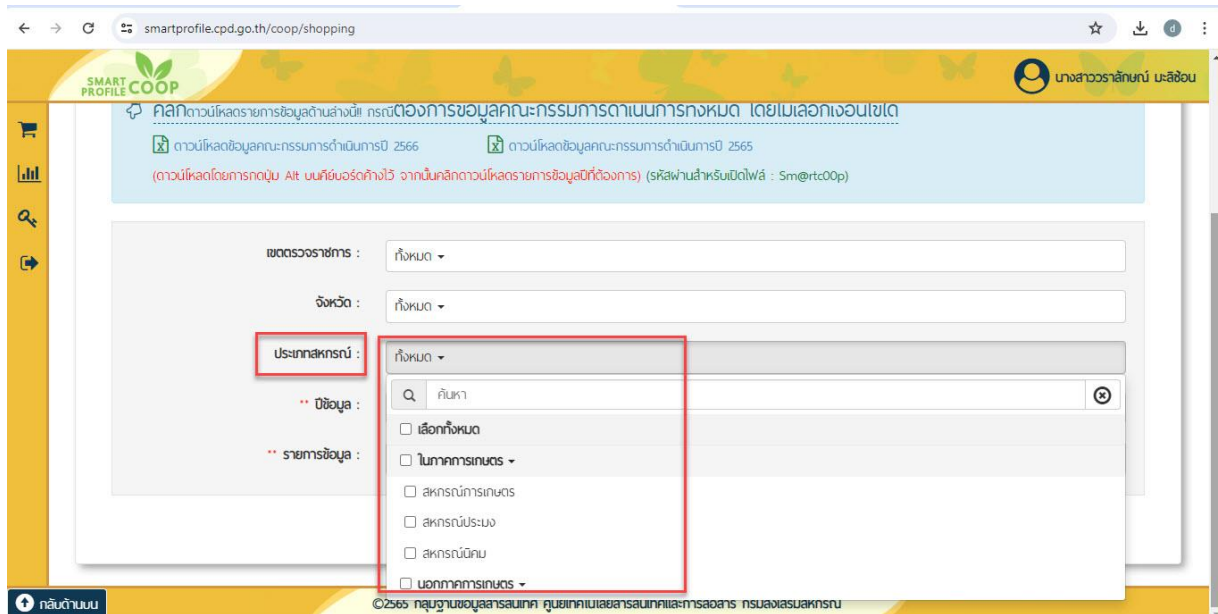 smartprofile.cpd.go.th/coop/shopping
d
SMART PROFILE COOP
นางสาววราลักษณ์ มะลิซ้อน
คลิกดาวน์โหลดรายการข้อมูลด้านล่างนี้!! กรณีต้องการข้อมูลคณะกรรมการดำเนินการทั้งหมด โดยไม่เลือกเงื่อนไขใด
ดาวน์โหลดข้อมูลคณะกรรมการดำเนินการปี 2566
ดาวน์โหลดข้อมูลคณะกรรมการดำเนินการปี 2565
(ดาวน์โหลดโดยการกดปุ่ม Alt บนคีย์บอร์ดค้างไว้ จากนั้นคลิกดาวน์โหลดรายการข้อมูลปีที่ต้องการ) (รหัสผ่านสำหรับเปิดไฟล์ : Sm@rtc00p)
เขตตรวจราชการ : ทั้งหมด
จังหวัด : ทั้งหมด
ประเภทสหกรณ์ : ทั้งหมด
ค้นหา
** ปีข้อมูล :
เลือกทั้งหมด
** รายการข้อมูล :
ในภาคการเกษตร
สหกรณ์การเกษตร
สหกรณ์ประมง
สหกรณ์นิคม
นอกภาคการเกษตร
กลับด้านบน
©2565 กลุ่มฐานข้อมูลสารสนเทศ ศูนย์เทคโนโลยีสารสนเทศและการสื่อสาร กรมส่งเสริมสหกรณ์